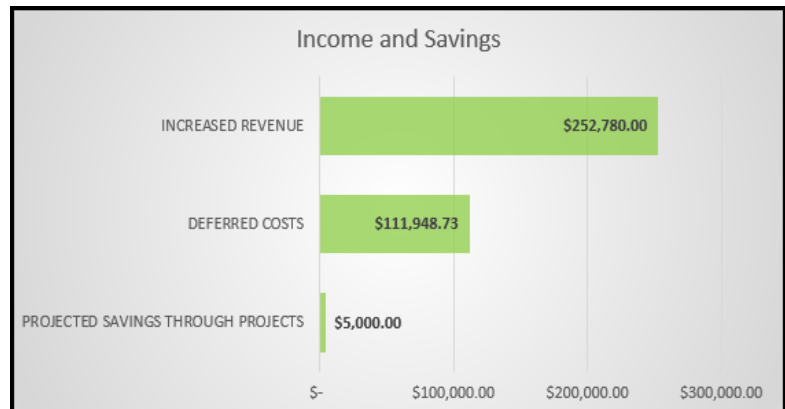 Income and Savings
INCREASED REVENUE
$252,780.00
DEFERRED COSTS
$111,948.73
PROJECTED SAVINGS THROUGH PROJECTS
$5,000.00
$-
$100,000.00
$200,000.00
$300,000.00